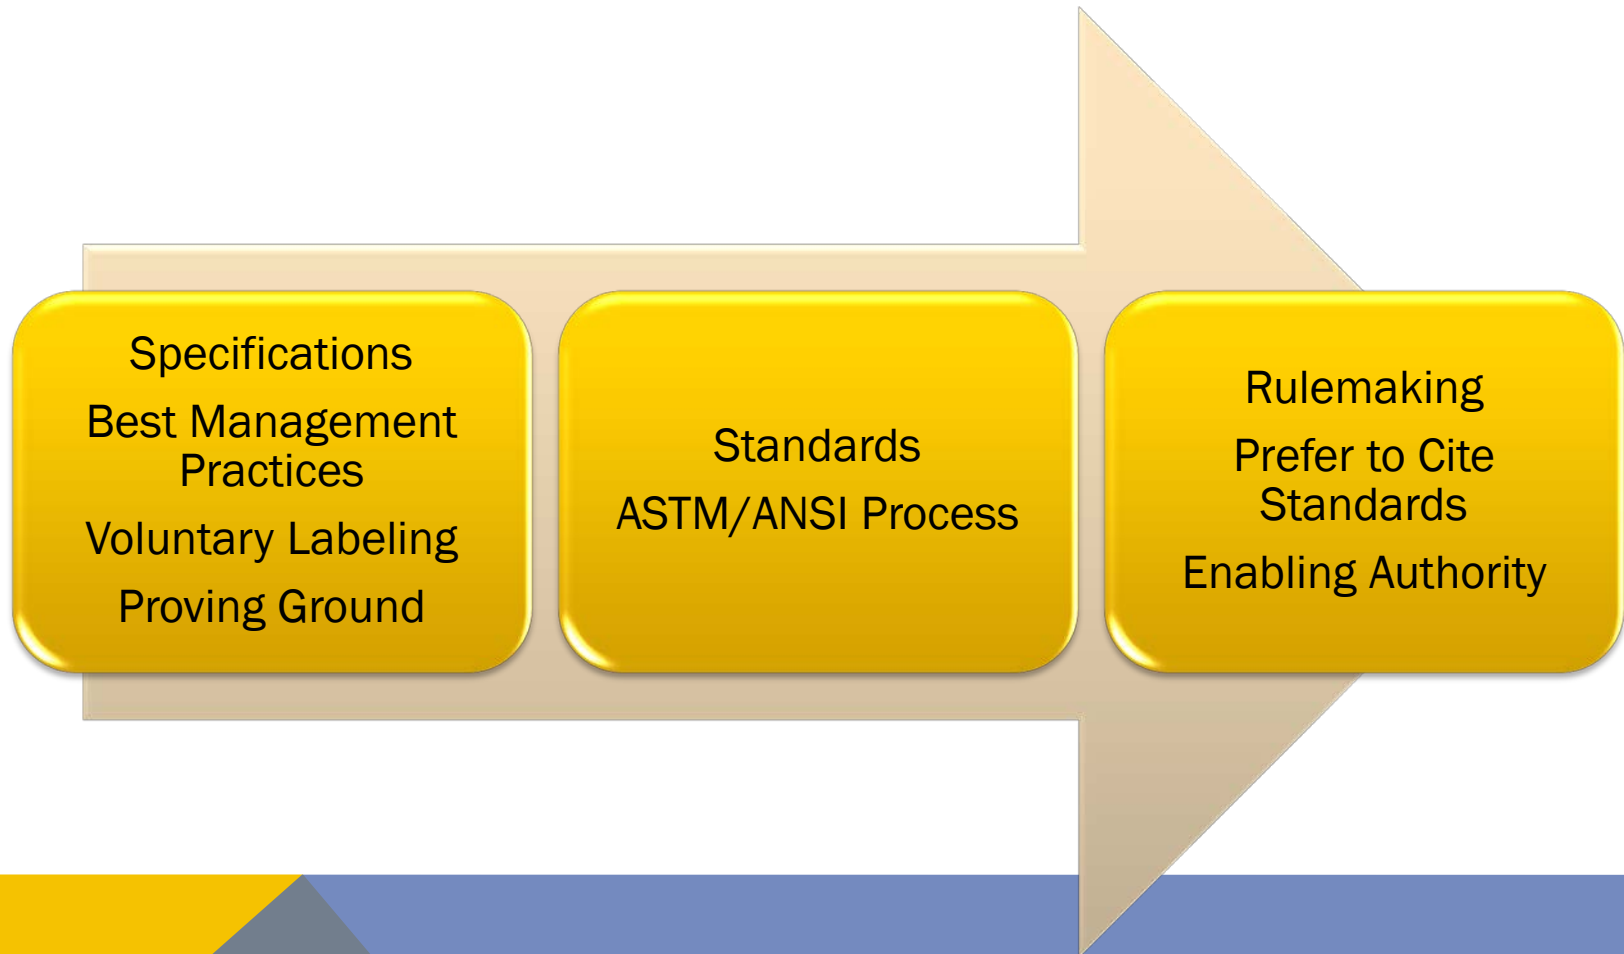 Specifications
Best Management
Practices
Voluntary Labeling
Proving Ground
Standards
ASTM/ANSI Process
Rulemaking
Prefer to Cite
Standards
Enabling Authority